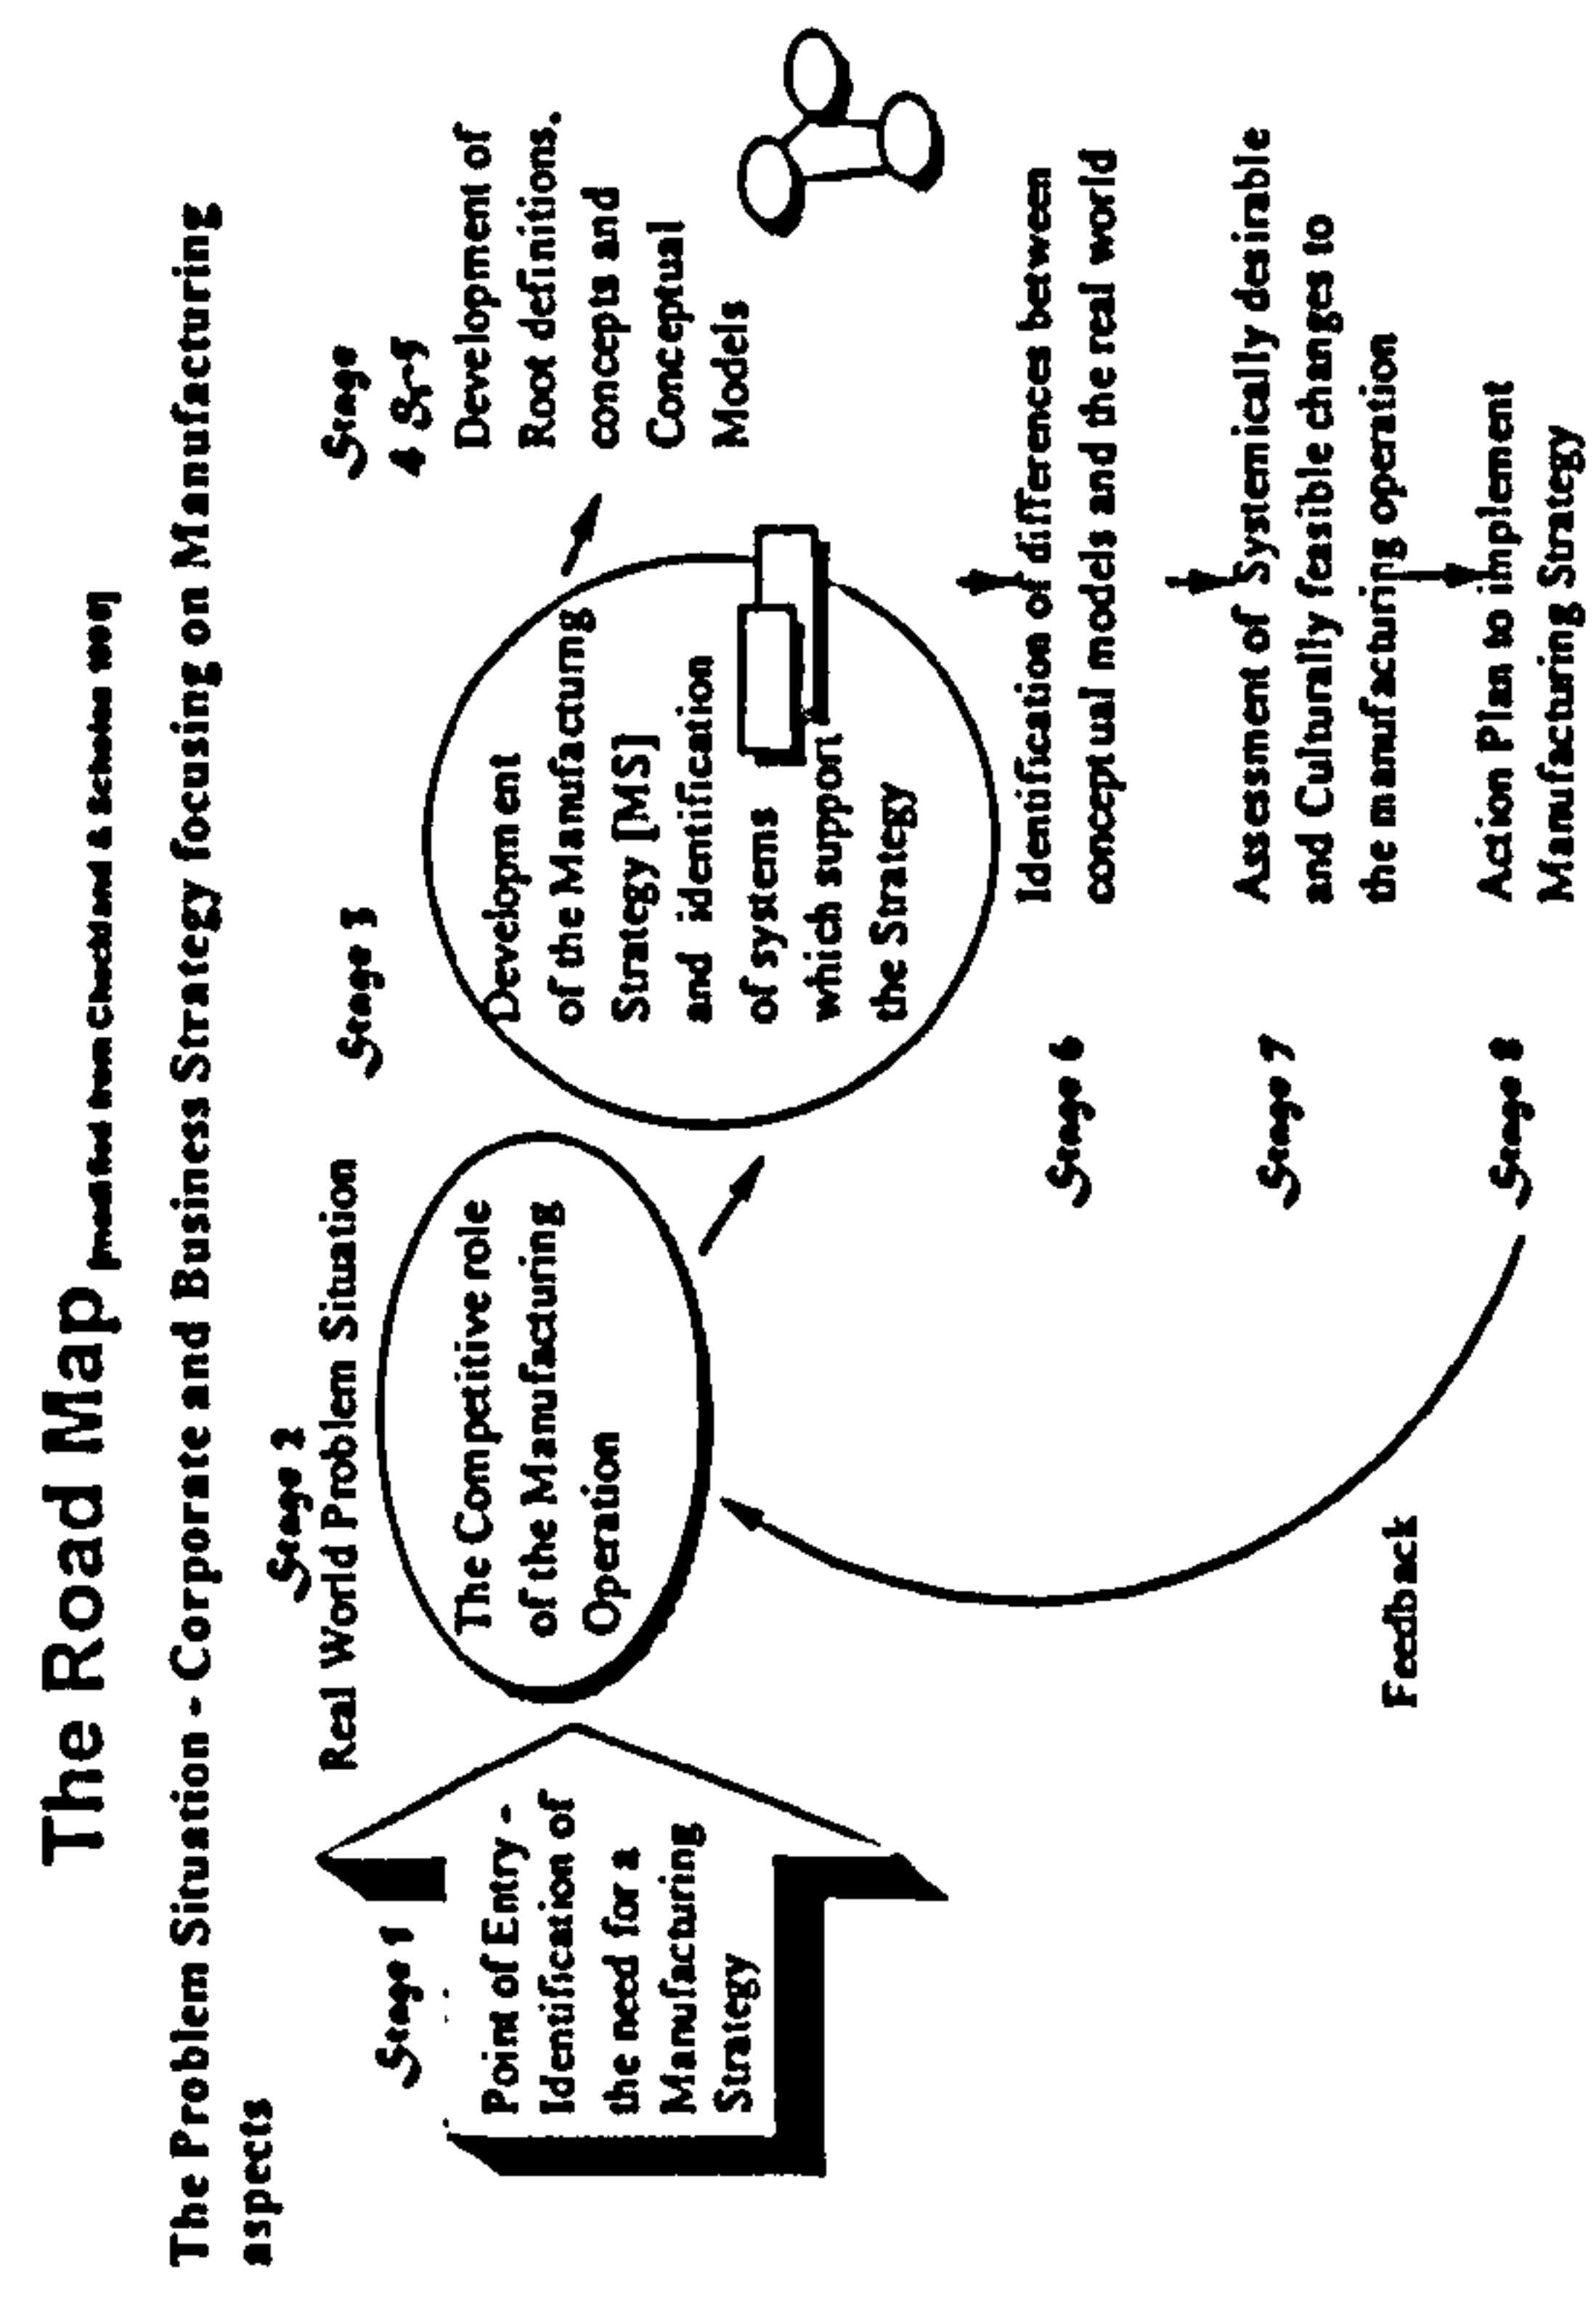 The Road Map
The Problem Situation - Corporate and Business Strategy focusing on Manufacturing
aspects
Stage 1
Point of Entry -
Identification of
the need for a
Manufacturing
Strategy
Stage 2
Real World Problem Situation
The Competitive role
of the Manufacturing
Operation
Stage 3
Development
of the Manufacturng
Strategy [MS]
and identification
of systems
which support
the Strategy
Stage
4 & 5
Development of
Root definitions.
concepts and
Conceptual
Models
Stage 6
Identification of differences between
conceptual models and the real world
Stage 7
Assessment of Systemically desirable
and Culturally feasible changes to
the manufacturing operation
Stage 8
Action Plan to implement
Manufacturing Strategy
Feedback